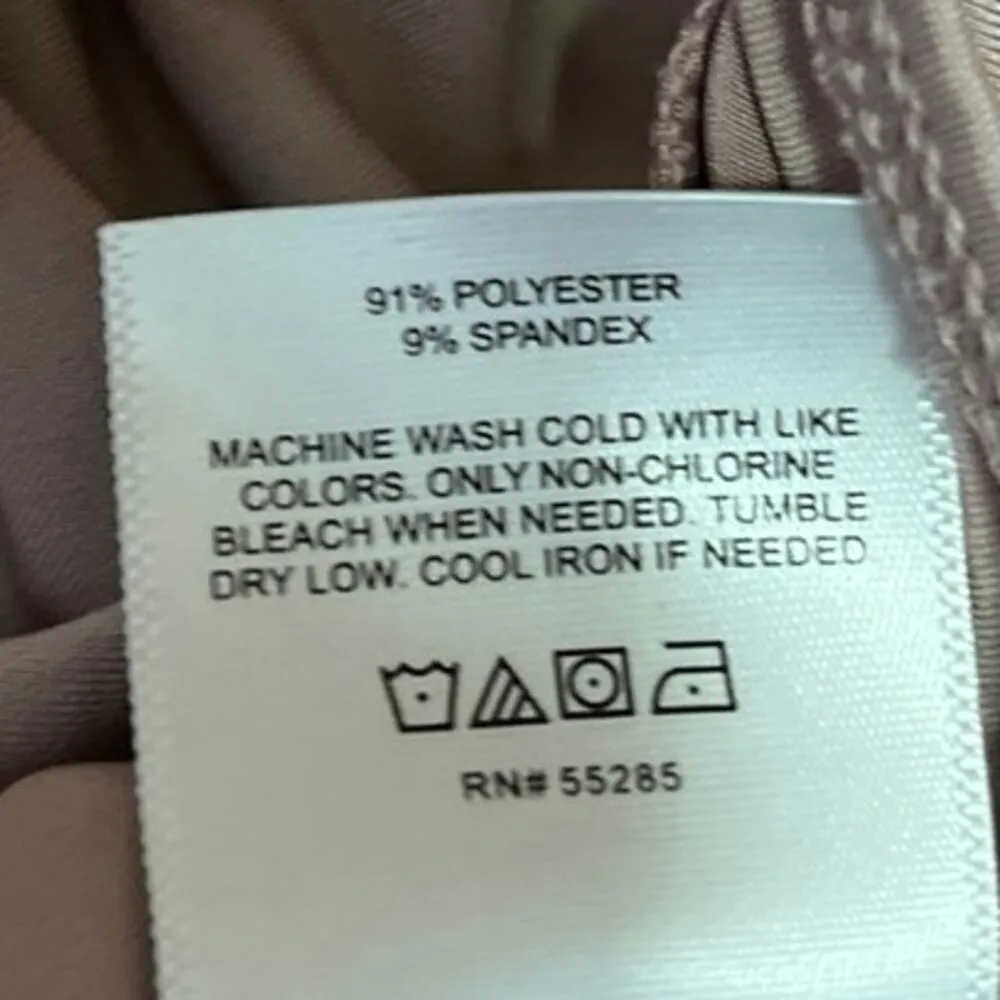 91% POLYESTER
9% SPANDEX
MACHINE WASH COLD WITH LIKE
COLORS. ONLY NON-CHLORINE
BLEACH WHEN NEEDED. TUMBLE
DRY LOW. COOL IRON IF NEEDED
RN# 55285